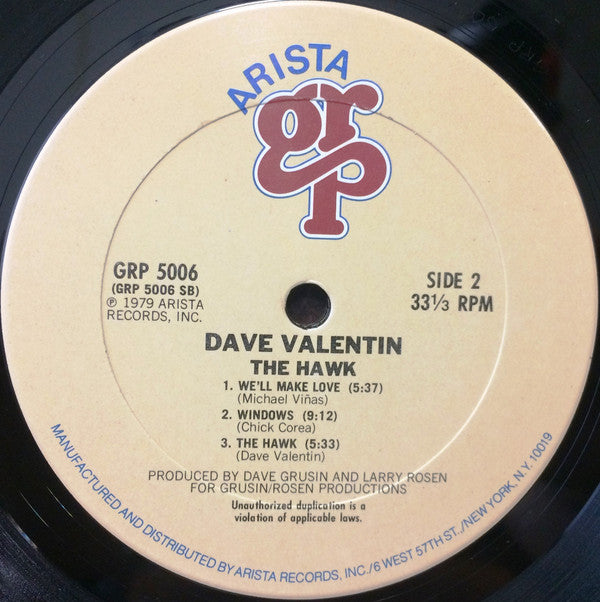 ARISTA
grp
GRP 5006
(GRP 5006 SB)
℗ 1979 ARISTA
RECORDS, INC.
SIDE 2
33⅓ RPM
DAVE VALENTIN
THE HAWK
1. WE'LL MAKE LOVE (5:37)
(Michael Viñas)
2. WINDOWS (9:12)
(Chick Corea)
3. THE HAWK (5:33)
(Dave Valentin)
PRODUCED BY DAVE GRUSIN AND LARRY ROSEN
FOR GRUSIN/ROSEN PRODUCTIONS
Unauthorized duplication is a
violation of applicable laws.
MANUFACTURED AND DISTRIBUTED BY ARISTA RECORDS, INC./6 WEST 57TH ST./NEW YORK, N.Y. 10019